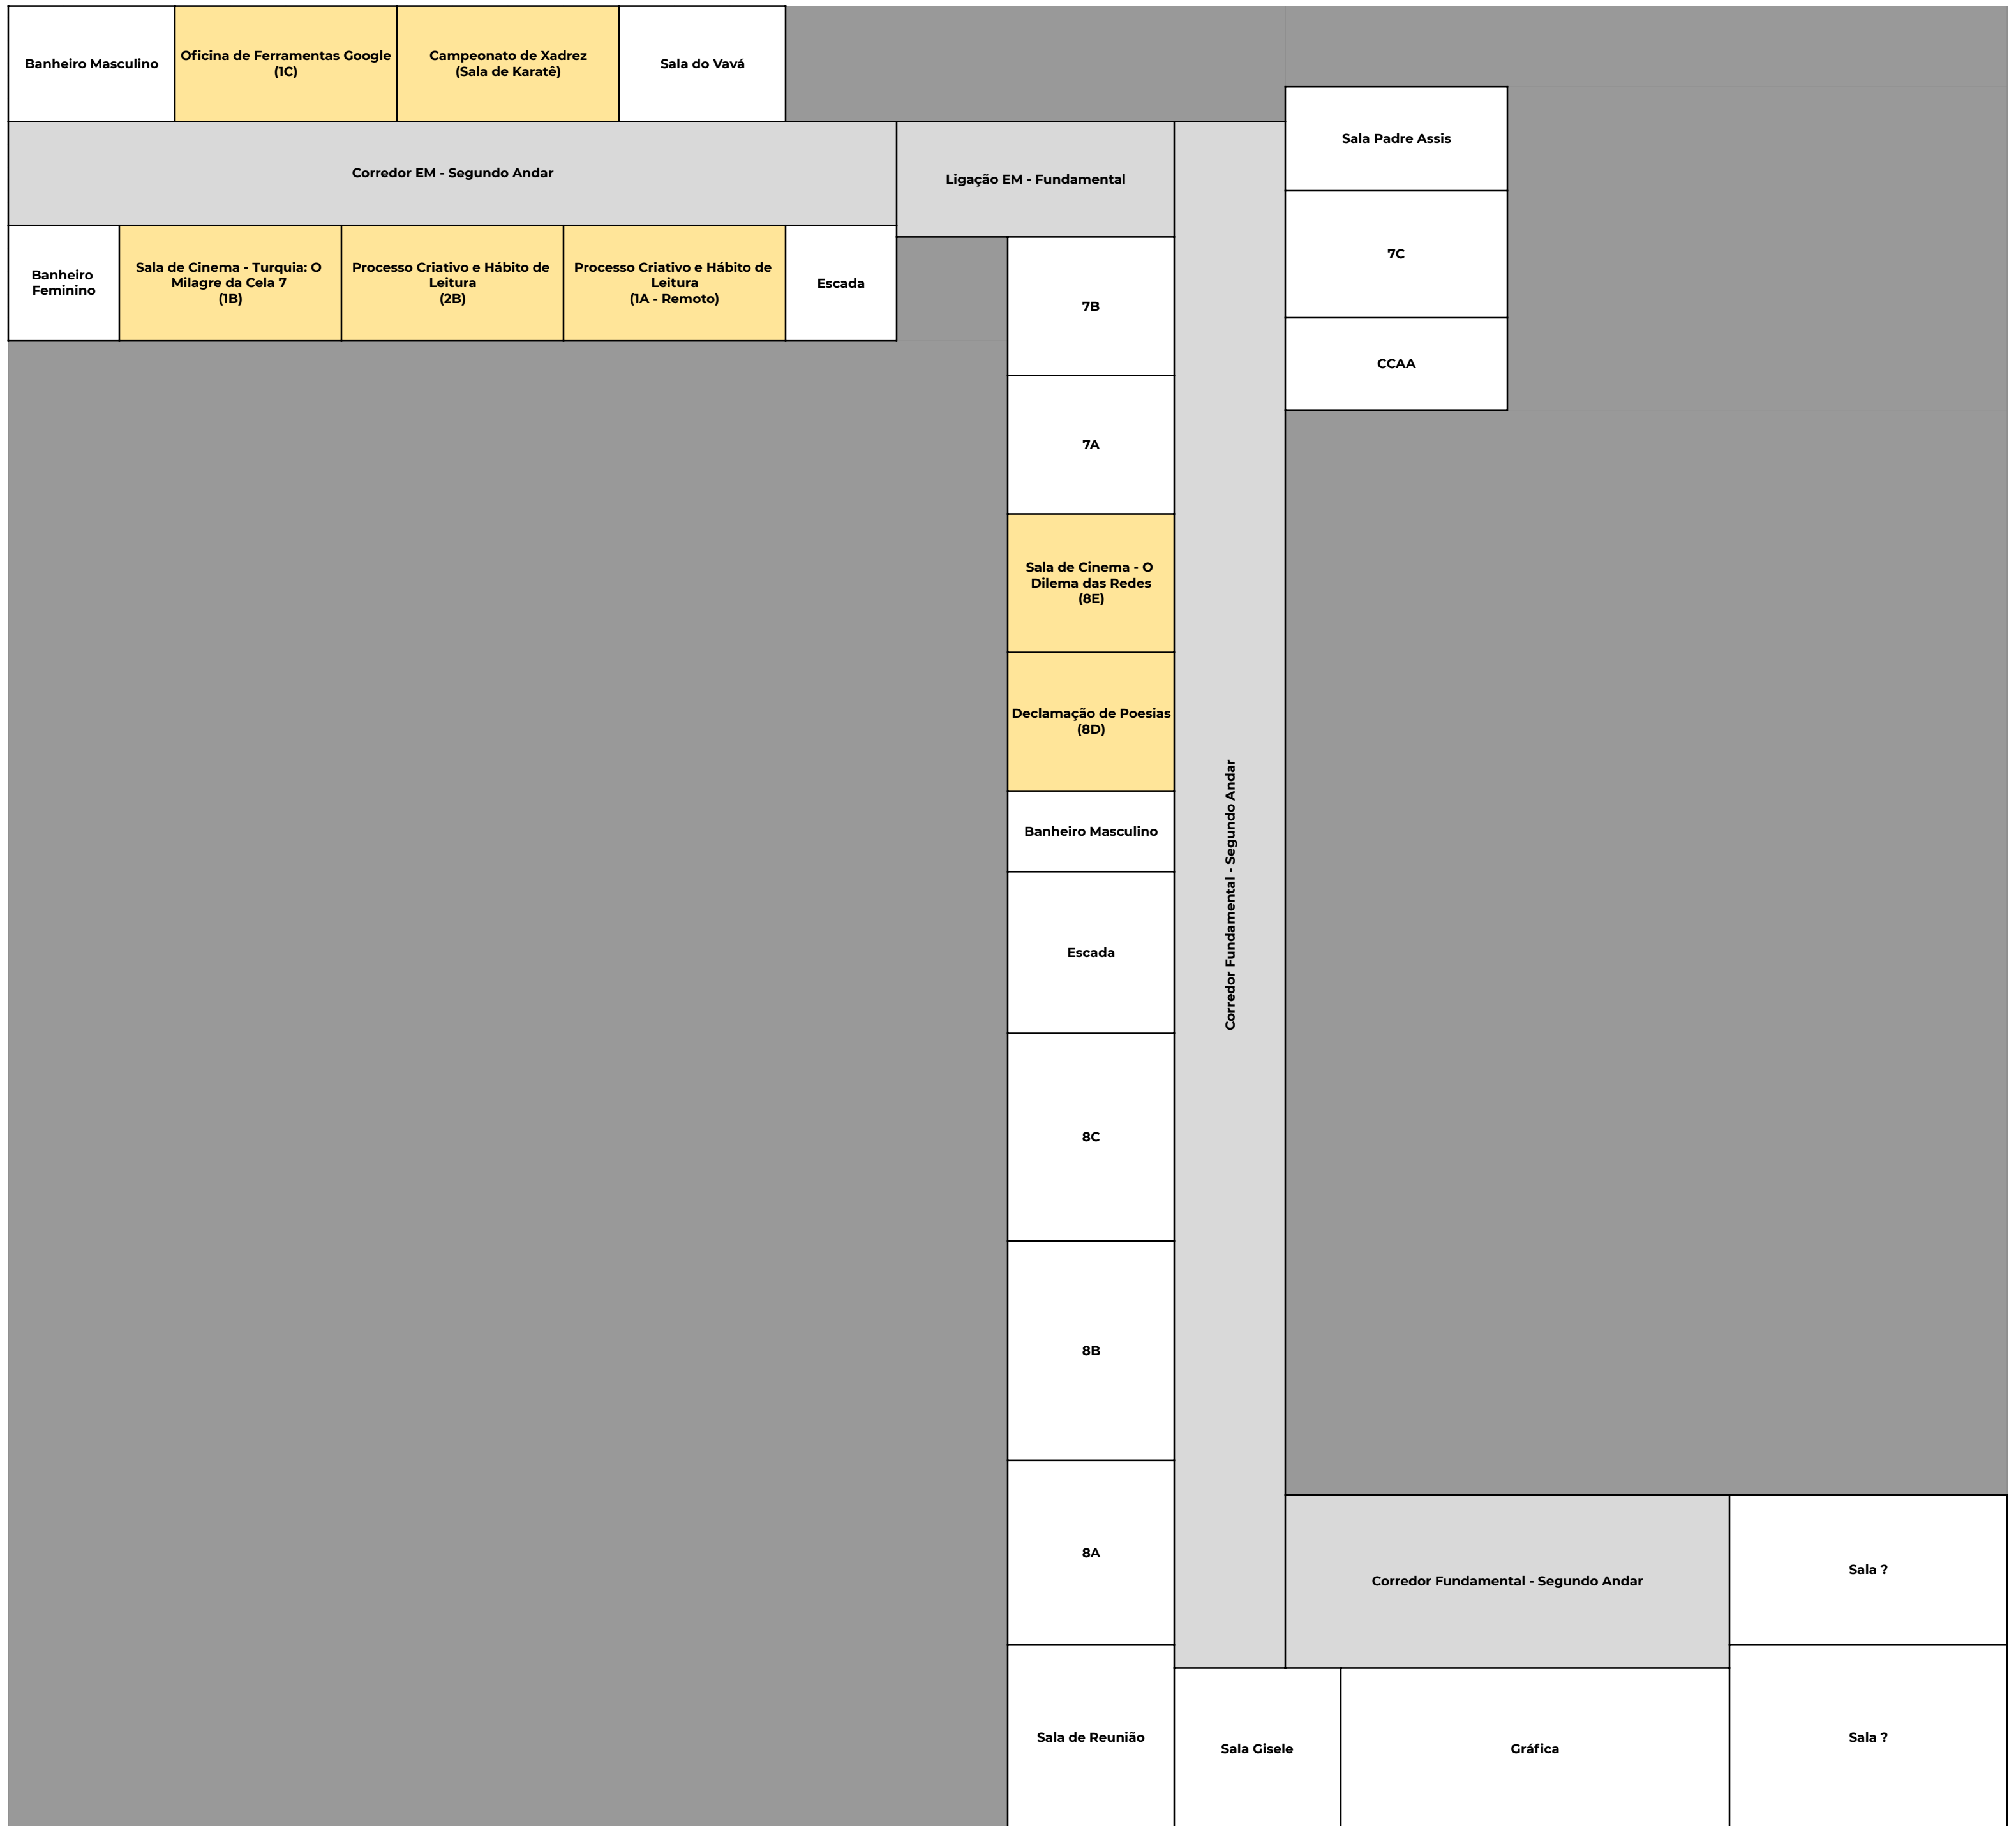 Banheiro Masculino
Oficina de Ferramentas Google
(1C)
Campeonato de Xadrez
(Sala de Karatê)
Sala do Vavá
Sala Padre Assis
Corredor EM - Segundo Andar
Ligação EM - Fundamental
7C
Banheiro
Feminino
Sala de Cinema - Turquia: O
Milagre da Cela 7
(1B)
Processo Criativo e Hábito de
Leitura
(2B)
Processo Criativo e Hábito de
Leitura
(1A - Remoto)
Escada
7B
CCAA
7A
Sala de Cinema - O
Dilema das Redes
(8E)
Declamação de Poesias
(8D)
Banheiro Masculino
Corredor Fundamental - Segundo Andar
Escada
8C
8B
8A
Corredor Fundamental - Segundo Andar
Sala ?
Sala de Reunião
Sala Gisele
Gráfica
Sala ?